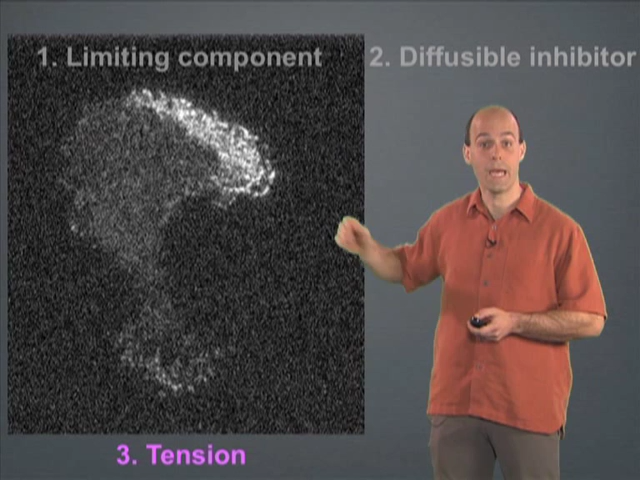 1. Limiting component
2. Diffusible inhibitor
3. Tension